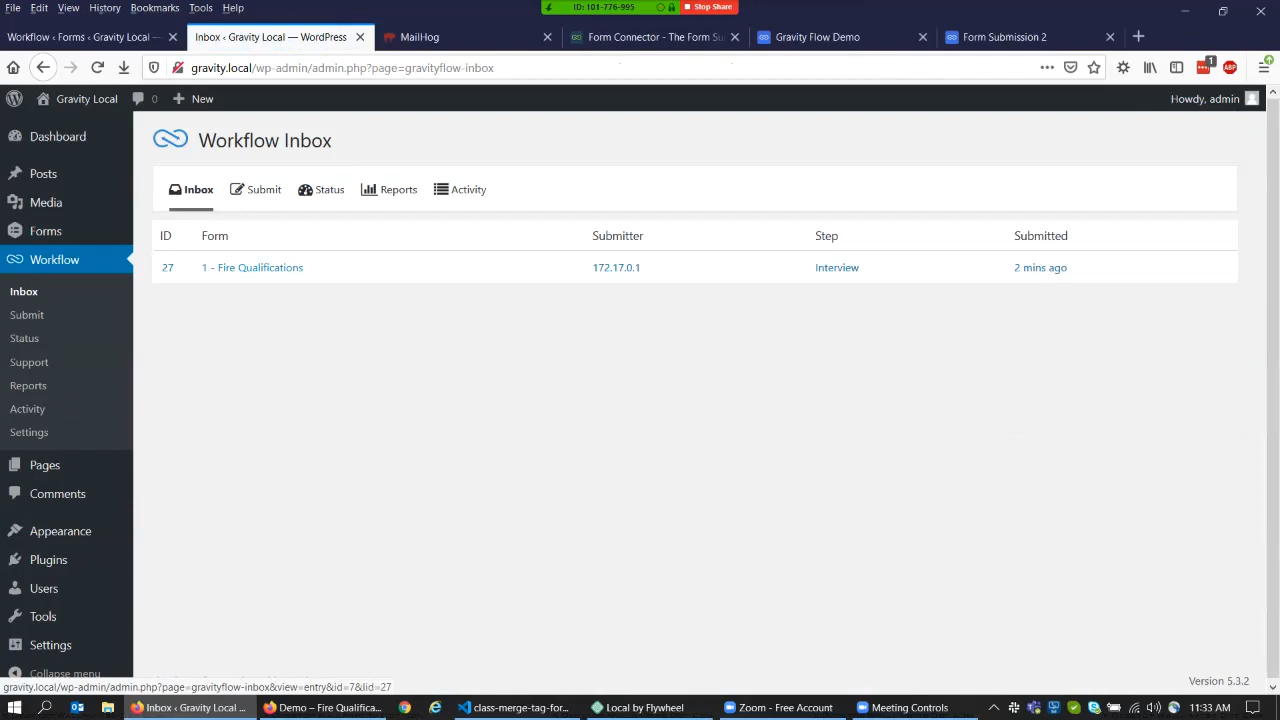 File Edit View History Bookmarks Tools Help
ID: 101-776-995 Stop Share
Workflow ‹ Forms ‹ Gravity Local —
Inbox ‹ Gravity Local — WordPress
MailHog
Form Connector - The Form Su
Gravity Flow Demo
Form Submission 2
gravity.local/wp-admin/admin.php?page=gravityflow-inbox
1
ABP
Gravity Local 0 New
Howdy, admin
Dashboard
Posts
Media
Forms
Workflow
Inbox
Submit
Status
Support
Reports
Activity
Settings
Pages
Comments
Appearance
Plugins
Users
Tools
Settings
Collapse menu
Workflow Inbox
Inbox Submit Status Reports Activity
ID Form Submitter Step Submitted
27 1 - Fire Qualifications 172.17.0.1 Interview 2 mins ago
Version 5.3.2
gravity.local/wp-admin/admin.php?page=gravityflow-inbox&view=entry&id=7&lid=27
Inbox ‹ Gravity Local ...
Demo – Fire Qualifica...
class-merge-tag-for...
Local by Flywheel
Zoom - Free Account
Meeting Controls
11:33 AM